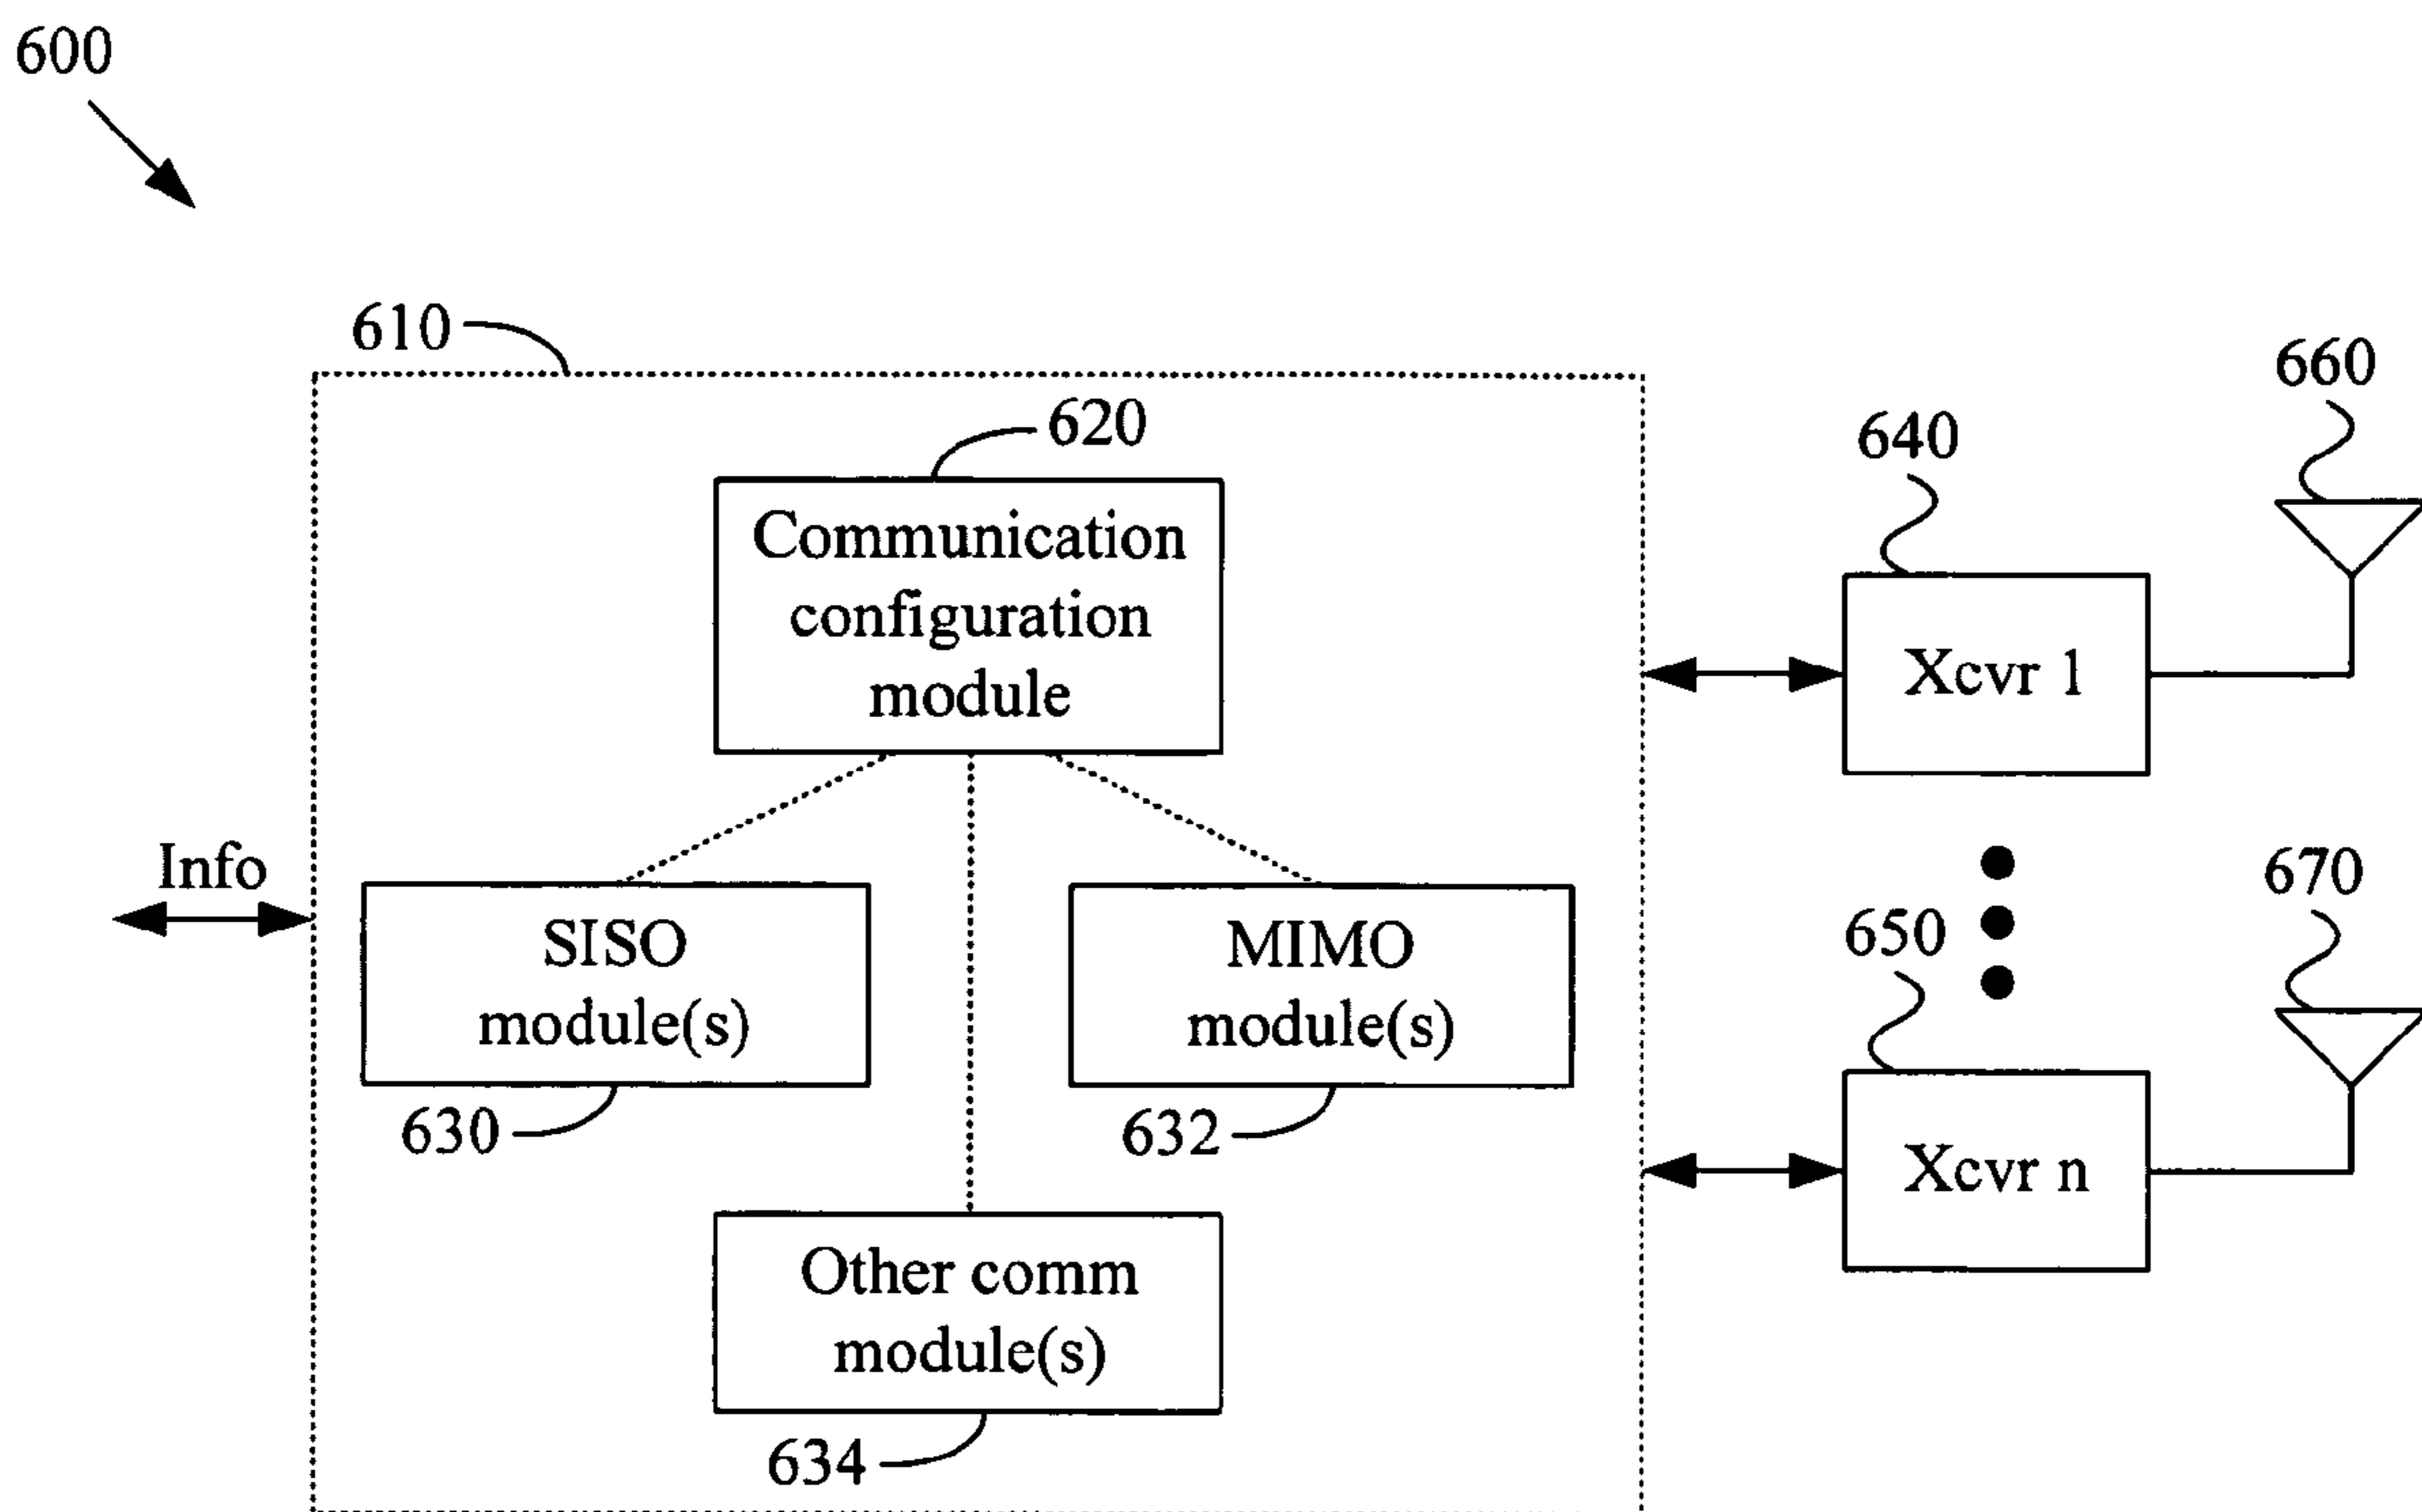 600
610
620
660
640
Communication
configuration
module
Xcvr 1
Info
SISO
module(s)
MIMO
module(s)
650
670
630
632
Xcvr n
Other comm
module(s)
634